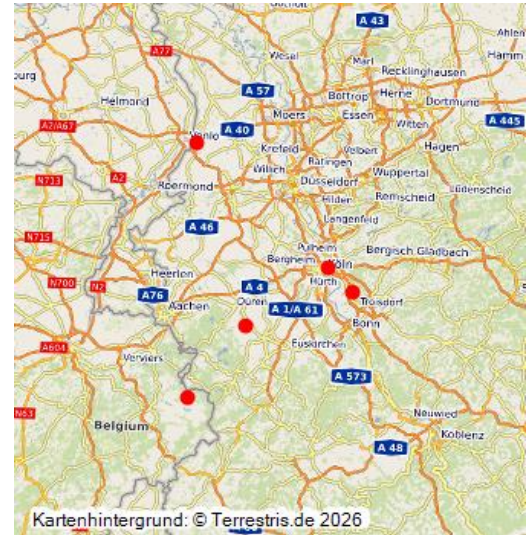 A 43
Wesel
Marl
Ahlen
A77
Recklinghausen
Hamm
Bottrop
Herne
Dortmund
A 57
Helmond
Moers
Essen
Witten
A 445
A2/A67
Venlo
A 40
Krefeld
Velbert
Hagen
Ratingen
N713
A2
Willich
Düsseldorf
Wuppertal
Lüdenscheid
Roermond
Hilden
Remscheid
Langenfeld
N715
A 46
Pulheim
Bergisch Gladbach
Bergheim
Köln
N700
Heerlen
Hürth
N2
A76
A 4
Troisdorf
Aachen
Düren
A 1/A 61
Bonn
A604
Verviers
Euskirchen
A 573
N63
Belgium
Neuwied
Koblenz
A 48
Kartenhintergrund: © Terrestris.de 2026